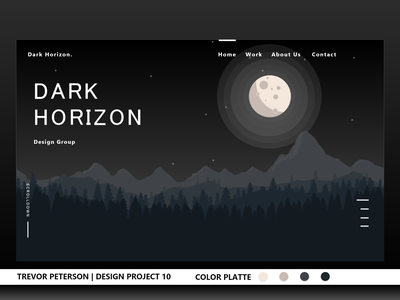 Dark Horizon.
Home Work About Us Contact
DARK
HORIZON
Design Group
SCROLLDOWN
TREVOR PETERSON | DESIGN PROJECT 10
COLOR PLATTE